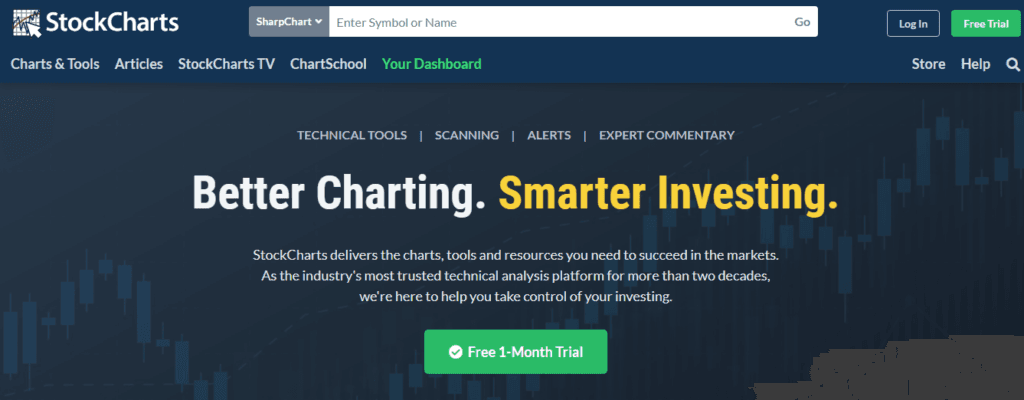 StockCharts
SharpChart
Enter Symbol or Name
Go
Log In
Free Trial
Charts & Tools
Articles
StockCharts TV
ChartSchool
Your Dashboard
Store
Help
TECHNICAL TOOLS | SCANNING | ALERTS | EXPERT COMMENTARY
Better Charting. Smarter Investing.
StockCharts delivers the charts, tools and resources you need to succeed in the markets.
As the industry's most trusted technical analysis platform for more than two decades,
we're here to help you take control of your investing.
Free 1-Month Trial